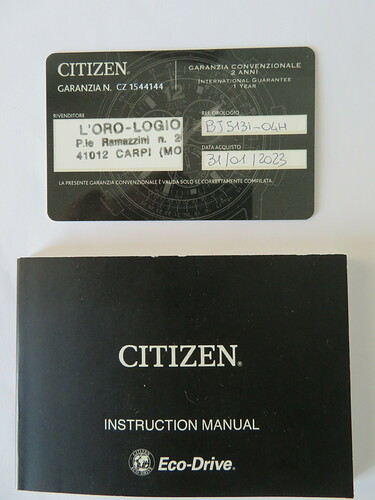 CITIZEN®
GARANZIA CONVENZIONALE
2 ANNI
INTERNATIONAL GUARANTEE
1 YEAR
GARANZIA N. CZ 1544144
RIVENDITORE
L'ORO-LOGIO
P.le Ramazzini n. 2
41012 CARPI (MO
REF. OROLOGIO
BJ5131-04H
DATA ACQUISTO
31/01/2023
LA PRESENTE GARANZIA CONVENZIONALE È VALIDA SOLO SE CORRETTAMENTE COMPILATA.
CITIZEN®
INSTRUCTION MANUAL
Eco-Drive®